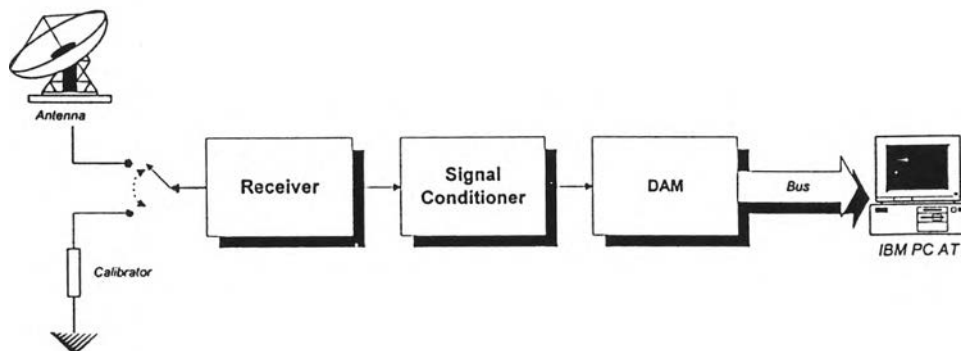 Antenna
Calibrator
Receiver
Signal
Conditioner
DAM
Bus
IBM PC AT